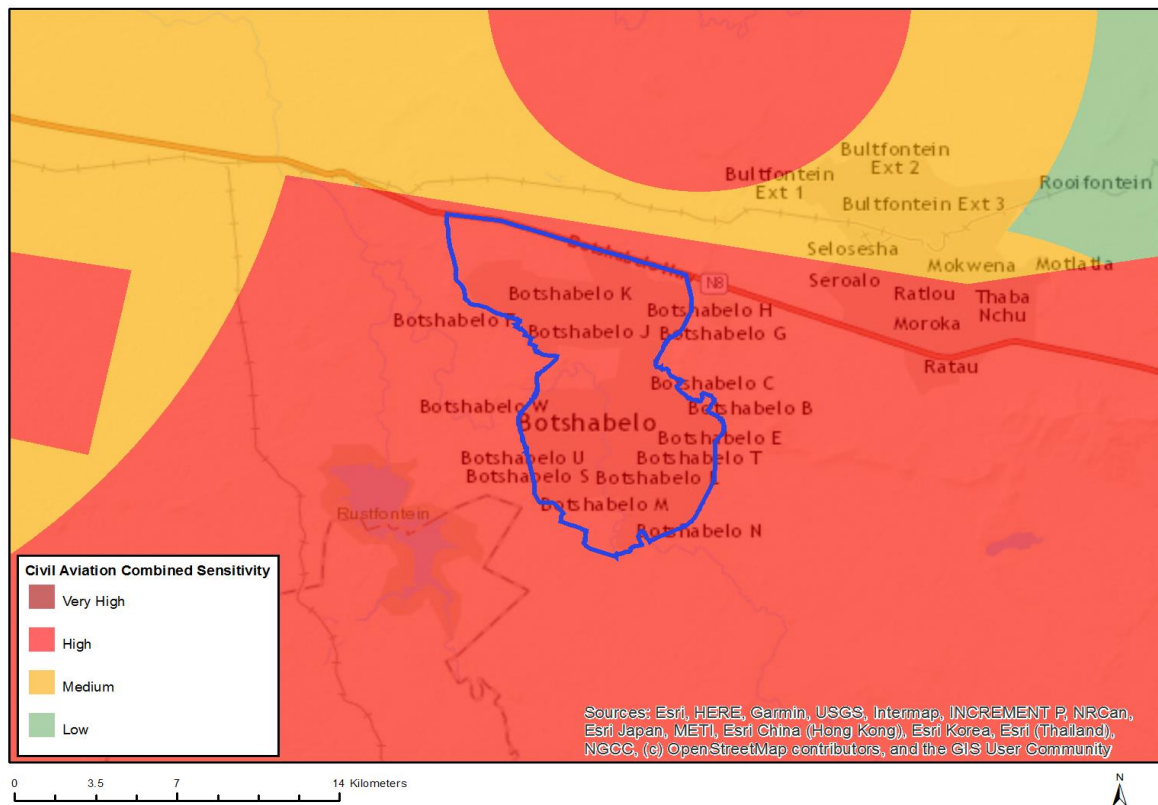 Bultfontein
Ext 2
Bultfontein
Ext 1
Rooifontein
Bultfontein Ext 3
Selosesha
Mokwena
Motlatla
Seroalo
N8
Ratlou
Thaba
Nchu
Botshabelo K
Botshabelo H
Moroka
Botshabelo J
Botshabelo G
Ratau
Botshabelo C
Botshabelo W
Botshabelo B
Botshabelo
Botshabelo E
Botshabelo U
Botshabelo T
Botshabelo S
Botshabelo
Botshabelo M
Rustfontein
Botshabelo N
Civil Aviation Combined Sensitivity
Very High
High
Medium
Low
Sources: Esri, HERE, Garmin, USGS, Intermap, INCREMENT P, NRCan,
Esri Japan, METI, Esri China (Hong Kong), Esri Korea, Esri (Thailand),
NGCC, (c) OpenStreetMap contributors, and the GIS User Community
0 3.5 7 14 Kilometers
N